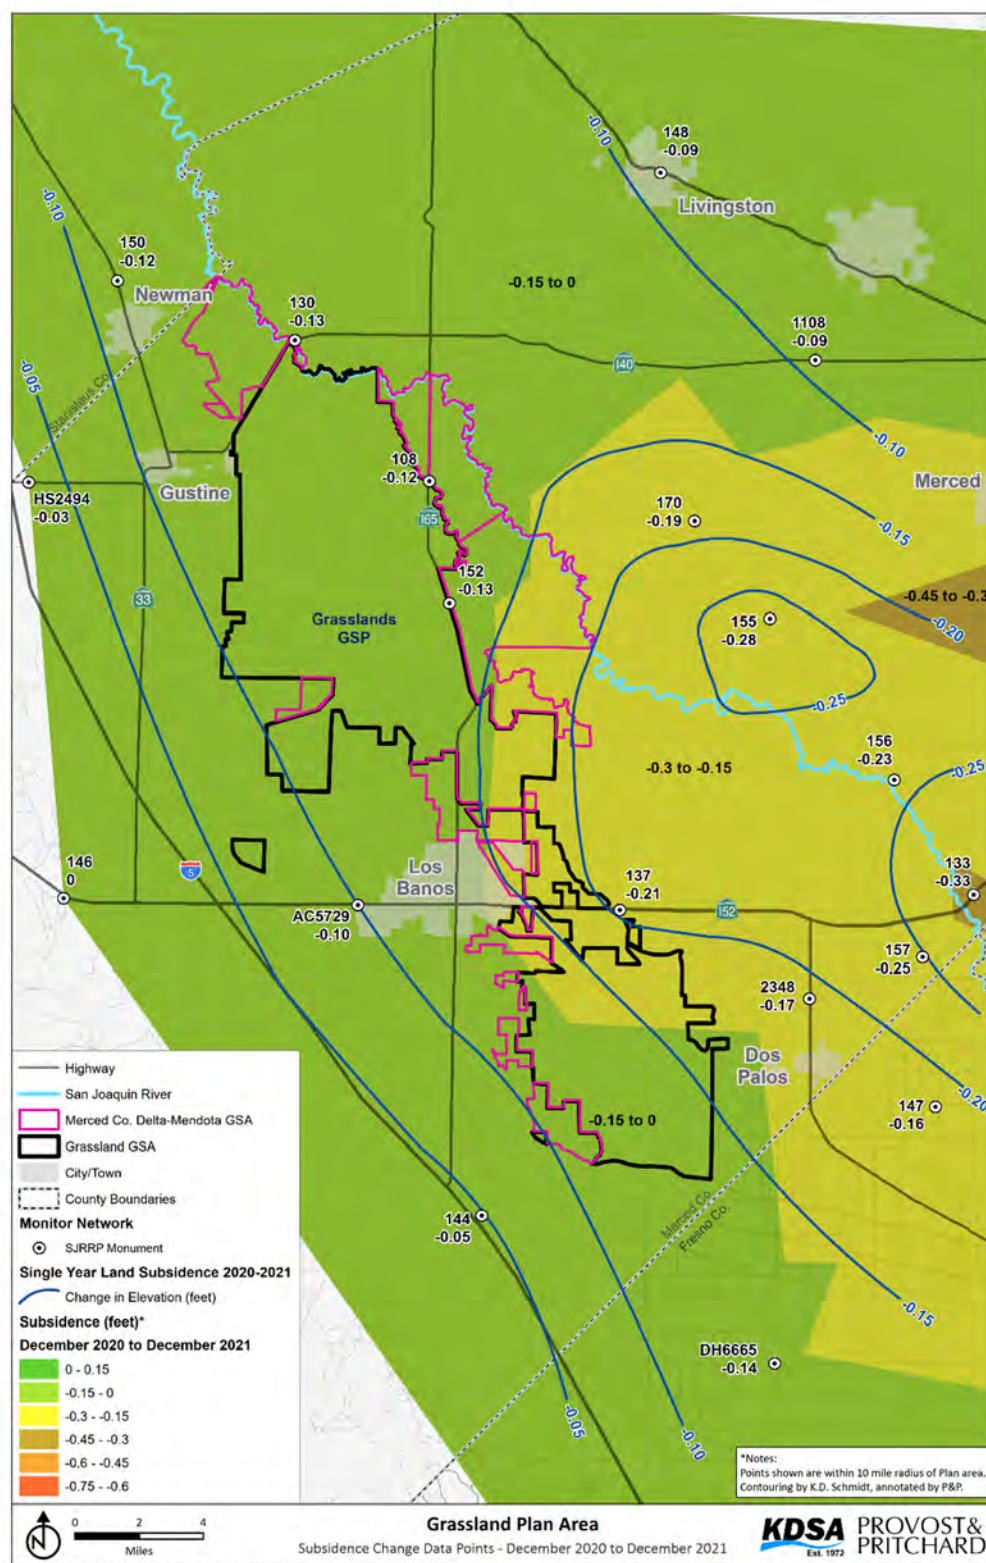 -0.10
148
-0.09
Livingston
-0.10
150
-0.12
Newman
-0.15 to 0
130
-0.13
1108
-0.09
140
-0.05
Stanislaus Co.
-0.10
Merced
108
-0.12
Gustine
HS2494
-0.03
165
170
-0.19
-0.15
33
152
-0.13
Grasslands
GSP
155
-0.28
-0.45 to -0.3
-0.20
-0.25
156
-0.23
-0.3 to -0.15
-0.25
146
0
5
Los
Banos
AC5729
-0.10
137
-0.21
152
133
-0.33
157
-0.25
2348
-0.17
Dos
Palos
-0.20
147
-0.16
-0.15 to 0
Merced Co.
Fresno Co.
144
-0.05
-0.15
DH6665
-0.14
-0.05
-0.10
Highway
San Joaquin River
Merced Co. Delta-Mendota GSA
Grassland GSA
City/Town
County Boundaries
Monitor Network
SJRRP Monument
Single Year Land Subsidence 2020-2021
Change in Elevation (feet)
Subsidence (feet)*
December 2020 to December 2021
0 - 0.15
-0.15 - 0
-0.3 - -0.15
-0.45 - -0.3
-0.6 - -0.45
-0.75 - -0.6
*Notes:
Points shown are within 10 mile radius of Plan area.
Contouring by K.D. Schmidt, annotated by P&P.
N
0 2 4
Miles
Grassland Plan Area
Subsidence Change Data Points - December 2020 to December 2021
KDSA
Est. 1972
PROVOST&
PRITCHARD